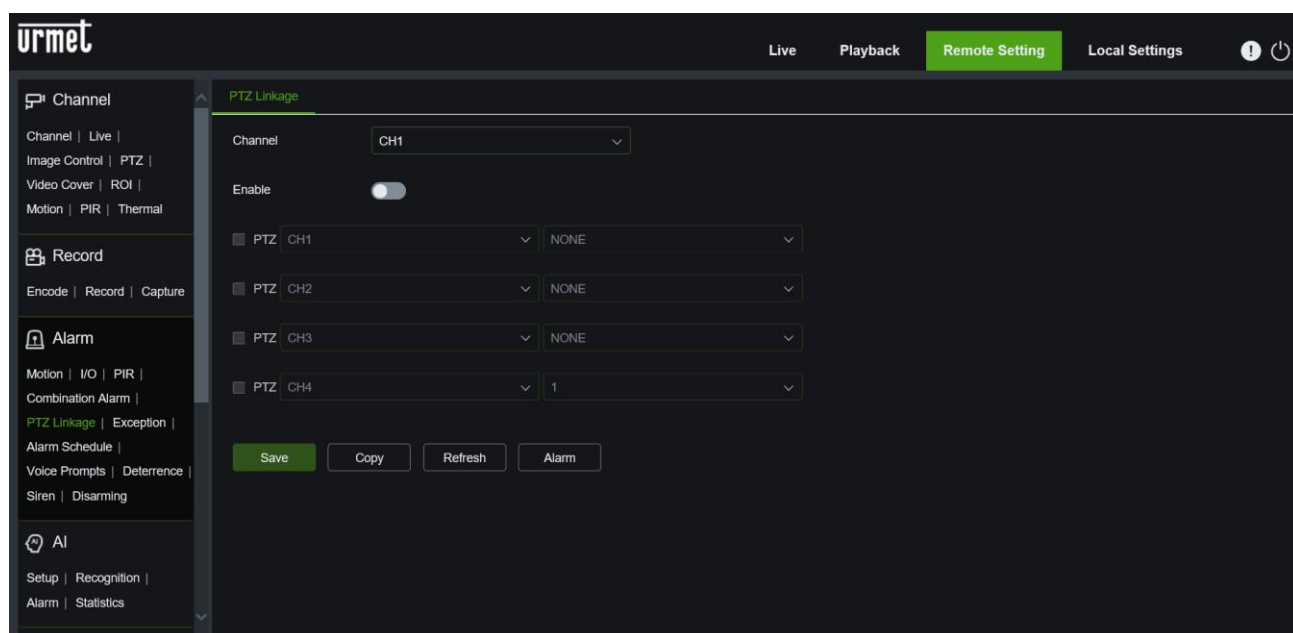 urmet
Live Playback Remote Setting Local Settings
Channel
Channel | Live |
Image Control | PTZ |
Video Cover | ROI |
Motion | PIR | Thermal
Record
Encode | Record | Capture
Alarm
Motion | I/O | PIR |
Combination Alarm |
PTZ Linkage | Exception |
Alarm Schedule |
Voice Prompts | Deterrence |
Siren | Disarming
AI
Setup | Recognition |
Alarm | Statistics
PTZ Linkage
Channel CH1
Enable
PTZ CH1 NONE
PTZ CH2 NONE
PTZ CH3 NONE
PTZ CH4 1
Save Copy Refresh Alarm